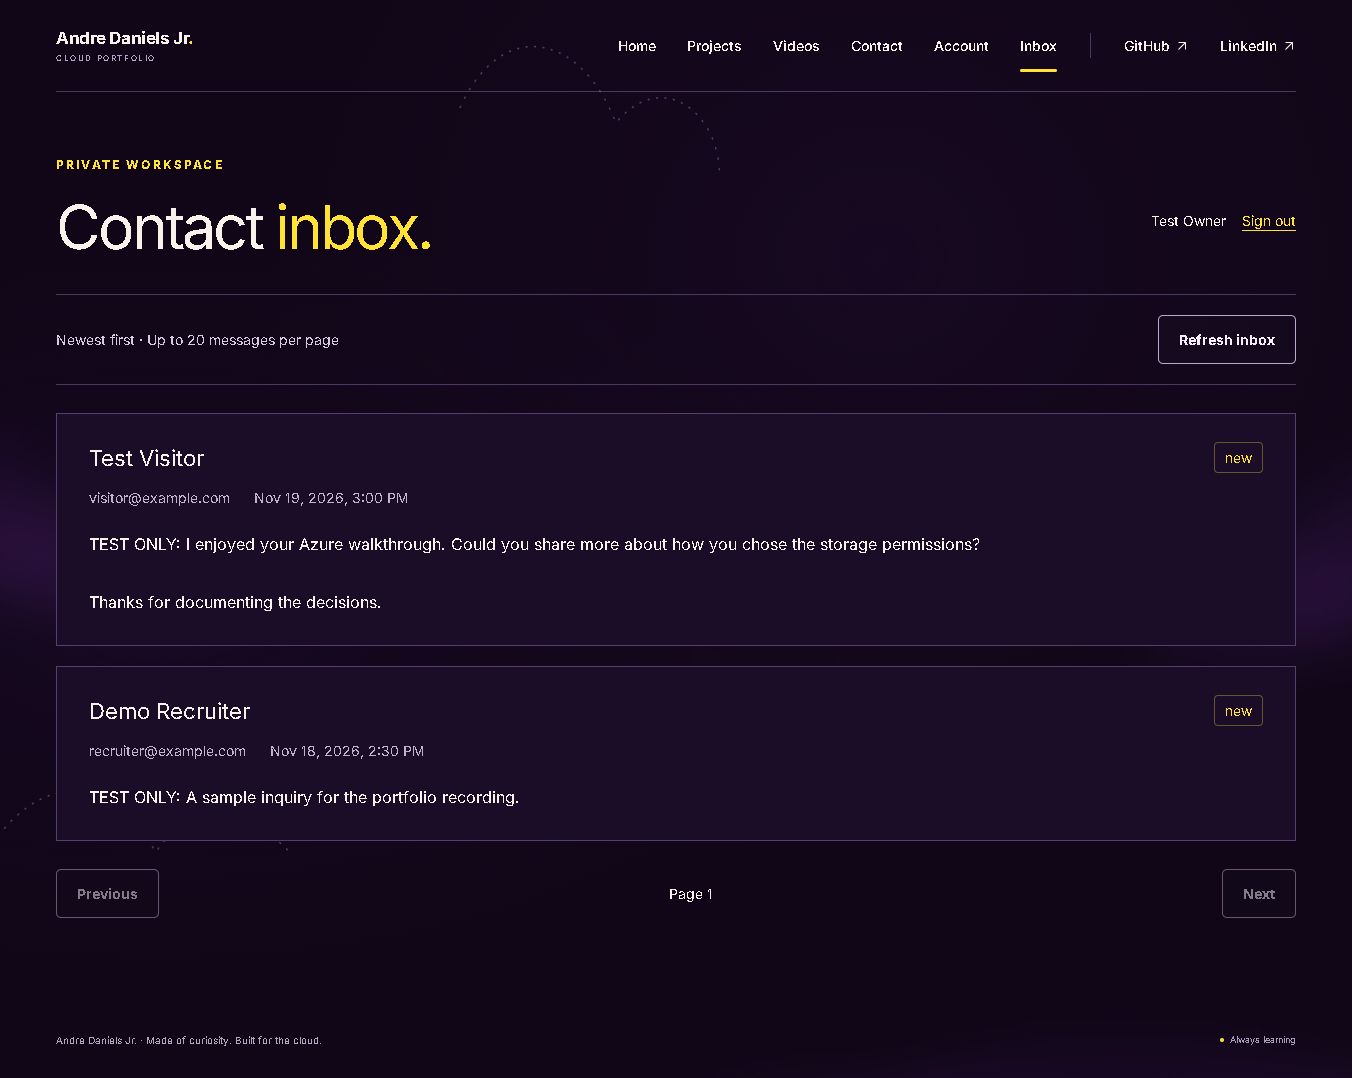 Andre Daniels Jr.
CLOUD PORTFOLIO
Home Projects Videos Contact Account Inbox GitHub ↗ LinkedIn ↗
PRIVATE WORKSPACE
Contact inbox.
Test Owner Sign out
Newest first · Up to 20 messages per page
Refresh inbox
Test Visitor
new
visitor@example.com Nov 19, 2026, 3:00 PM
TEST ONLY: I enjoyed your Azure walkthrough. Could you share more about how you chose the storage permissions?
Thanks for documenting the decisions.
Demo Recruiter
new
recruiter@example.com Nov 18, 2026, 2:30 PM
TEST ONLY: A sample inquiry for the portfolio recording.
Previous
Page 1
Next
Andre Daniels Jr. · Made of curiosity. Built for the cloud.
Always learning